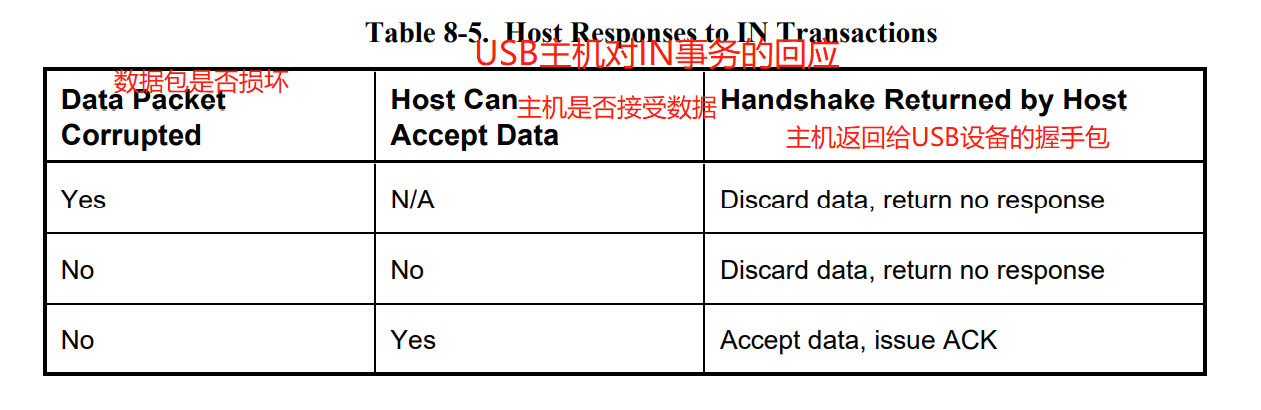 Table 8-5.  Host Responses to IN Transactions
USB主机对IN事务的回应
数据包是否损坏
Data Packet
Corrupted
Host Can
Accept Data
主机是否接受数据
Handshake Returned by Host
主机返回给USB设备的握手包
Yes
N/A
Discard data, return no response
No
No
Discard data, return no response
No
Yes
Accept data, issue ACK